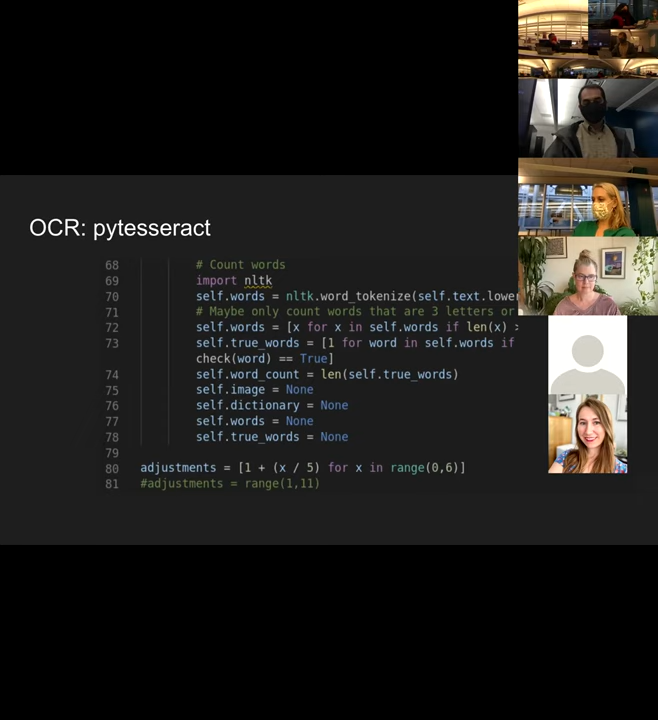 OCR: pytesseract
68 # Count words
69 import nltk
70 self.words = nltk.word_tokenize(self.text.lower
71 # Maybe only count words that are 3 letters or
72 self.words = [x for x in self.words if len(x) >
73 self.true_words = [1 for word in self.words if
check(word) == True]
74 self.word_count = len(self.true_words)
75 self.image = None
76 self.dictionary = None
77 self.words = None
78 self.true_words = None
79
80 adjustments = [1 + (x / 5) for x in range(0,6)]
81 #adjustments = range(1,11)